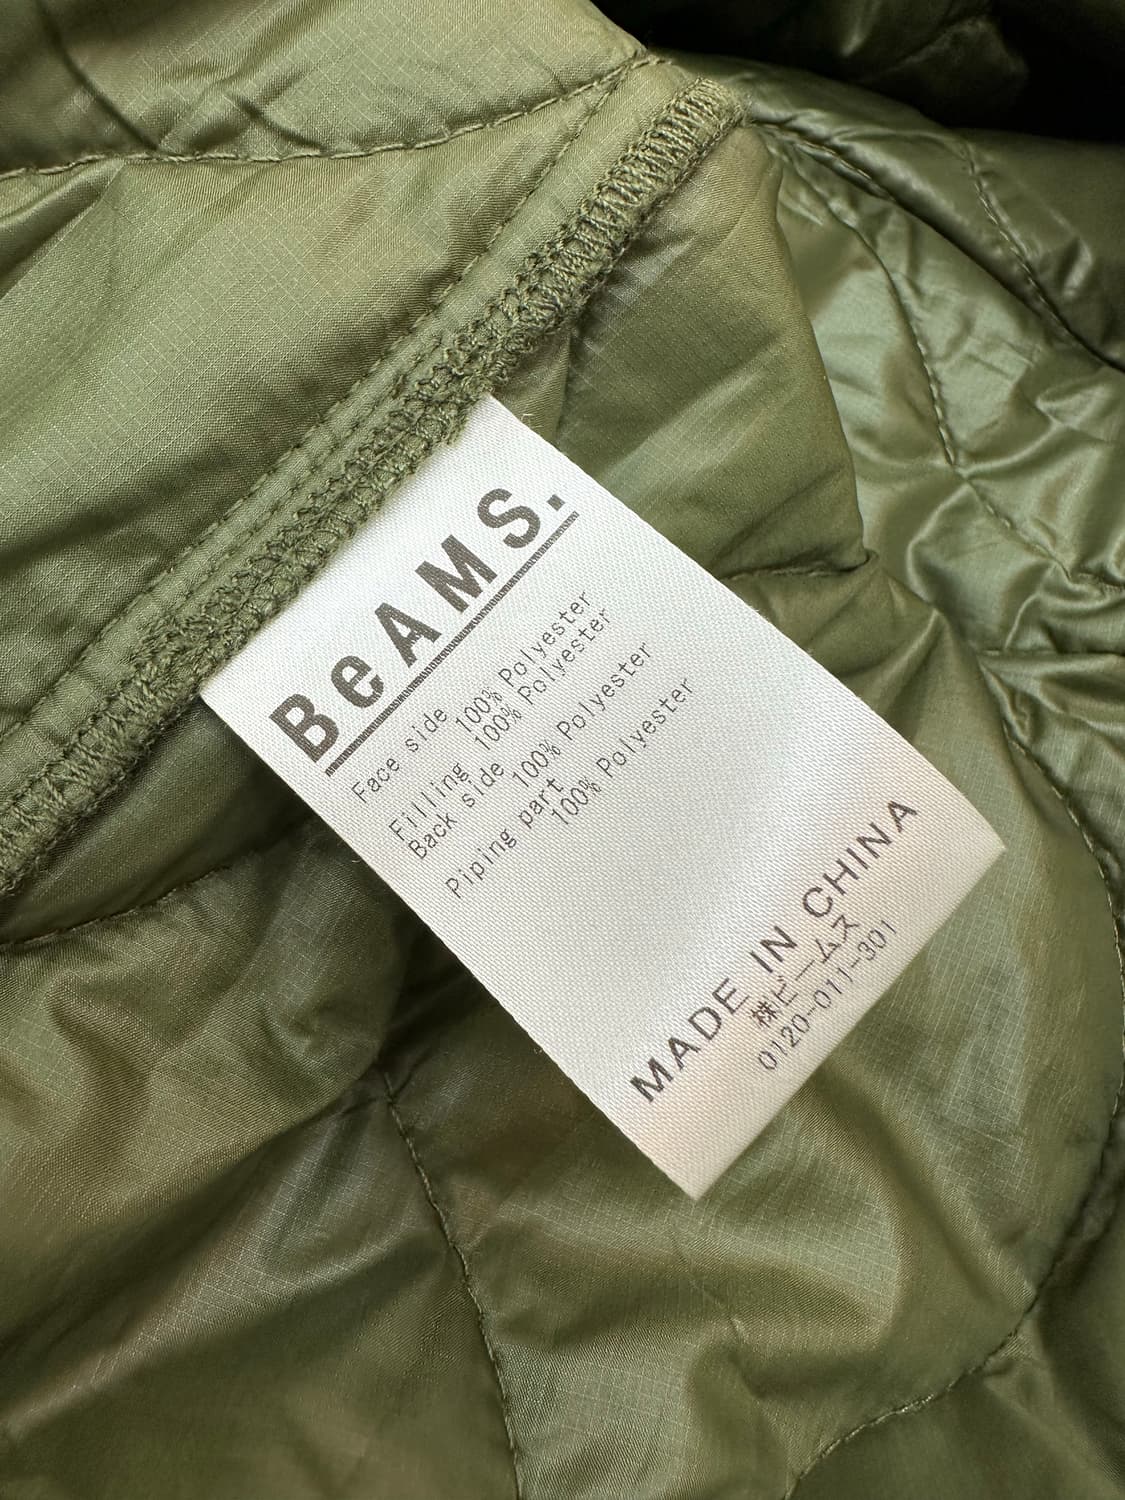 BeAMS.
Face side 100% Polyester
100% Polyester
Filling
Back side 100% Polyester
Piping part
100% Polyester
MADE IN CHINA
㈱ビームス
0120-011-301